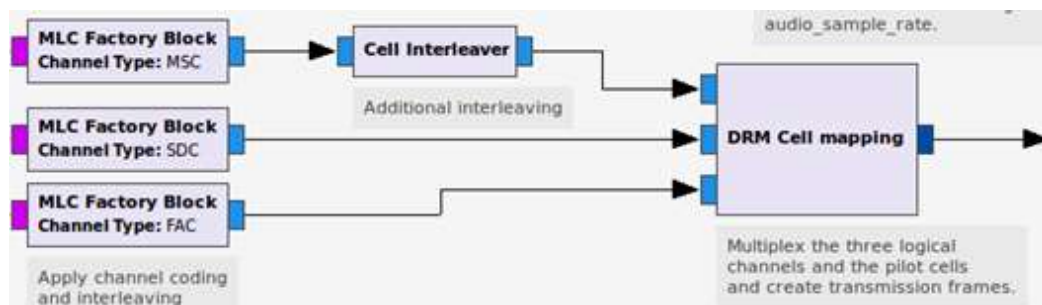 audio_sample_rate.
MLC Factory Block
Channel Type: MSC
Cell Interleaver
Additional interleaving
MLC Factory Block
Channel Type: SDC
DRM Cell mapping
MLC Factory Block
Channel Type: FAC
Multiplex the three logical
channels and the pilot cells
and create transmission frames.
Apply channel coding
and interleaving